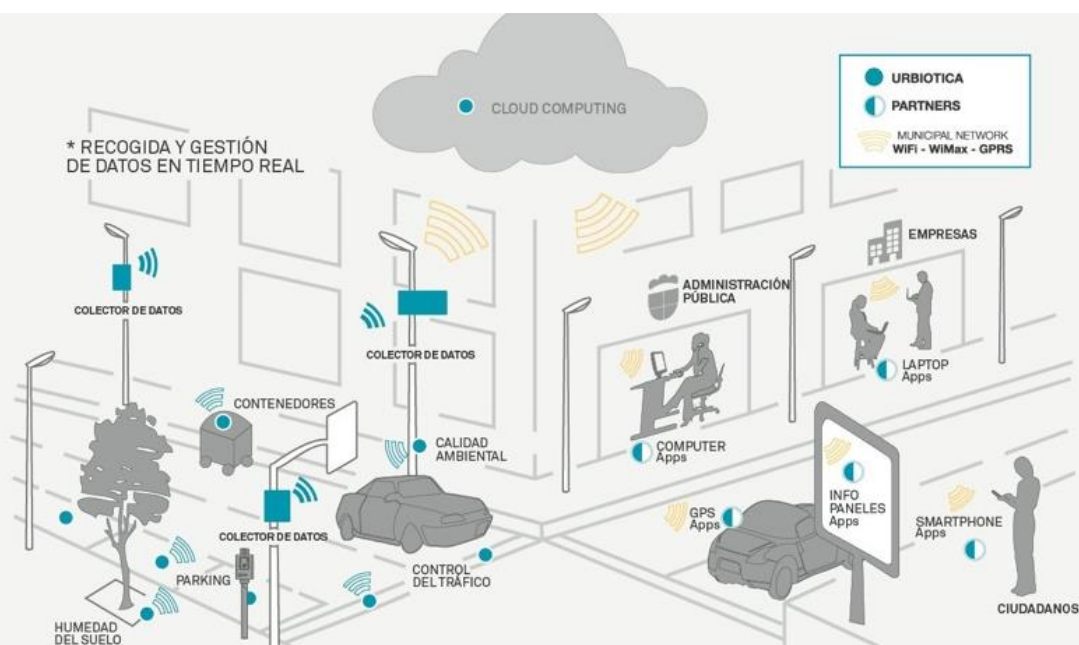 CLOUD COMPUTING
URBIOTICA
PARTNERS
MUNICIPAL NETWORK
WiFi - WiMax - GPRS
* RECOGIDA Y GESTIÓN
DE DATOS EN TIEMPO REAL
EMPRESAS
ADMINISTRACIÓN
PÚBLICA
COLECTOR DE DATOS
COLECTOR DE DATOS
LAPTOP
Apps
CONTENEDORES
CALIDAD
AMBIENTAL
COMPUTER
Apps
INFO
PANELES
Apps
GPS
Apps
SMARTPHONE
Apps
COLECTOR DE DATOS
PARKING
CONTROL
DEL TRÁFICO
CIUDADANOS
HUMEDAD
DEL SUELO